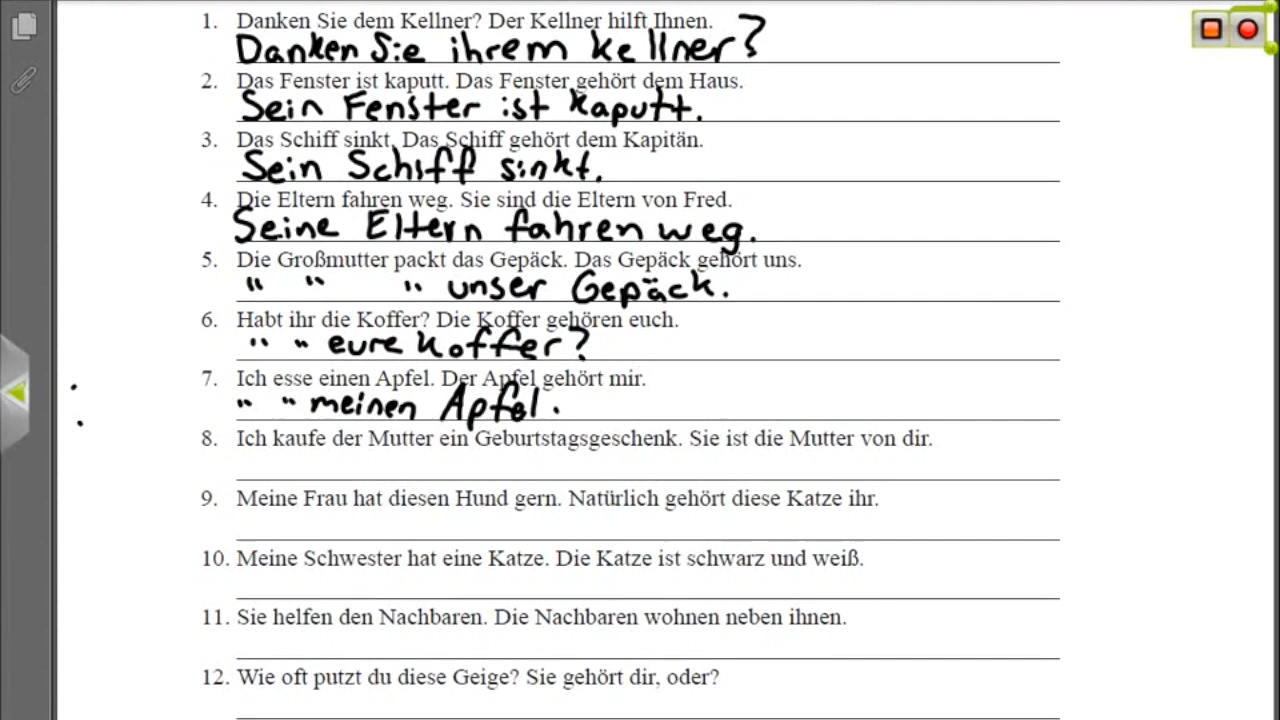 1. Danken Sie dem Kellner? Der Kellner hilft Ihnen.
Danken Sie ihrem kellner?
2. Das Fenster ist kaputt. Das Fenster gehört dem Haus.
Sein Fenster ist kaputt.
3. Das Schiff sinkt. Das Schiff gehört dem Kapitän.
Sein Schiff sinkt.
4. Die Eltern fahren weg. Sie sind die Eltern von Fred.
Seine Eltern fahren weg.
5. Die Großmutter packt das Gepäck. Das Gepäck gehört uns.
" " " unser Gepäck.
6. Habt ihr die Koffer? Die Koffer gehören euch.
" " eure Koffer?
7. Ich esse einen Apfel. Der Apfel gehört mir.
" " meinen Apfel.
8. Ich kaufe der Mutter ein Geburtstagsgeschenk. Sie ist die Mutter von dir.
9. Meine Frau hat diesen Hund gern. Natürlich gehört diese Katze ihr.
10. Meine Schwester hat eine Katze. Die Katze ist schwarz und weiß.
11. Sie helfen den Nachbaren. Die Nachbaren wohnen neben ihnen.
12. Wie oft putzt du diese Geige? Sie gehört dir, oder?